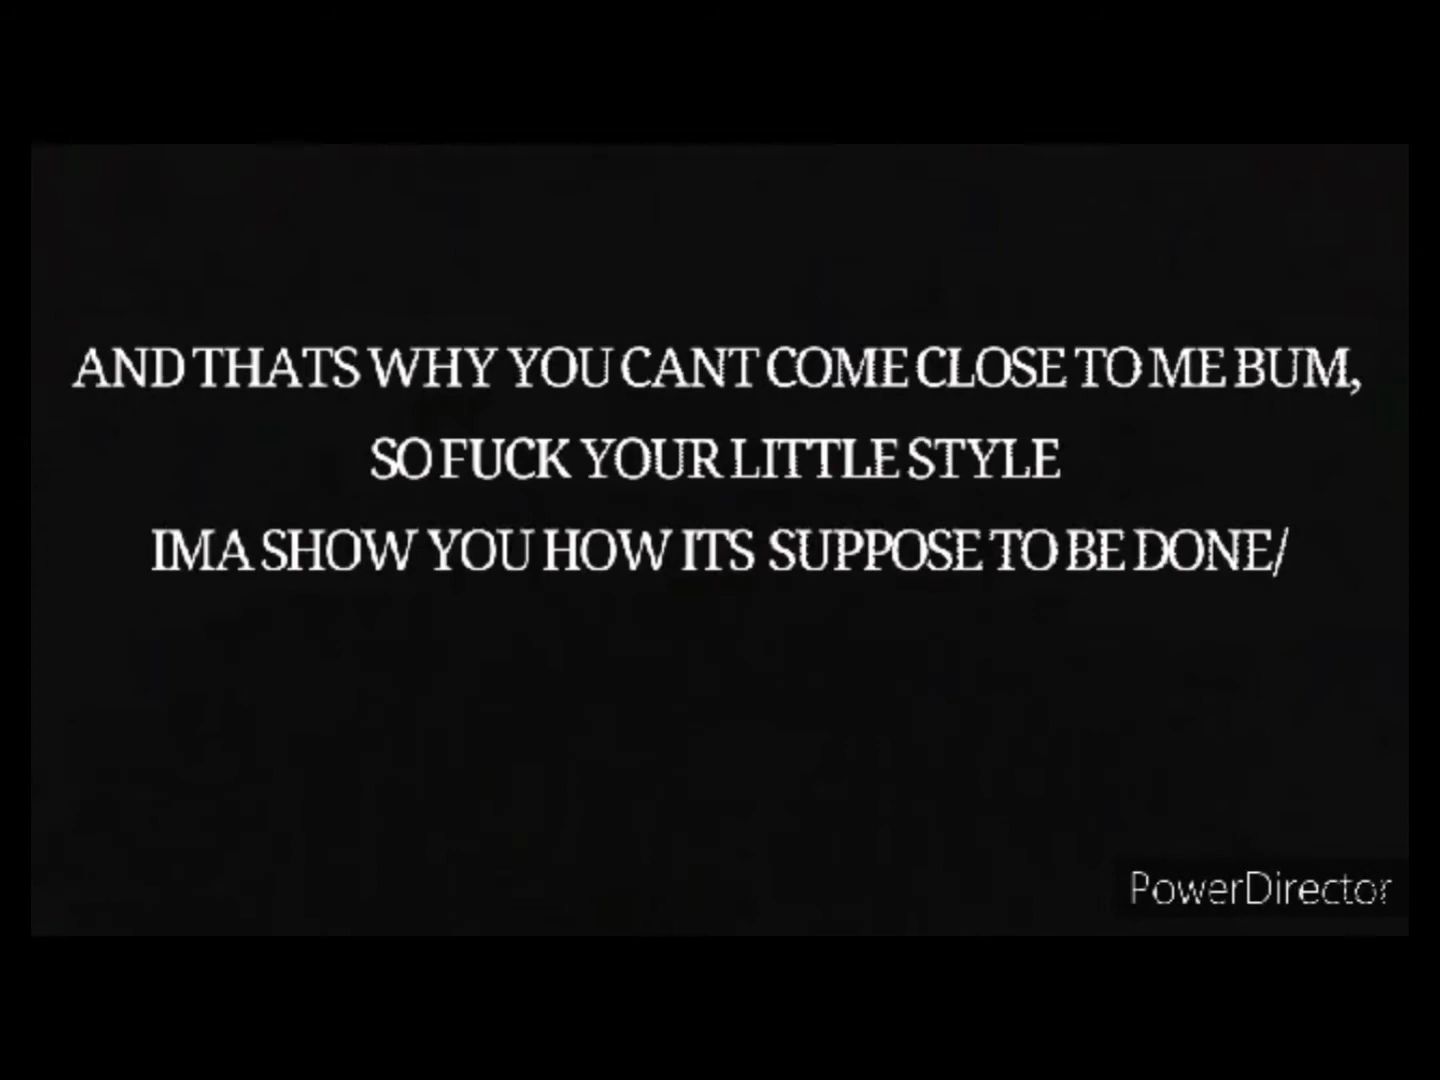 AND THATS WHY YOU CANT COME CLOSE TO ME BUM,
SO FUCK YOUR LITTLE STYLE
IMA SHOW YOU HOW ITS SUPPOSE TO BE DONE/
PowerDirector